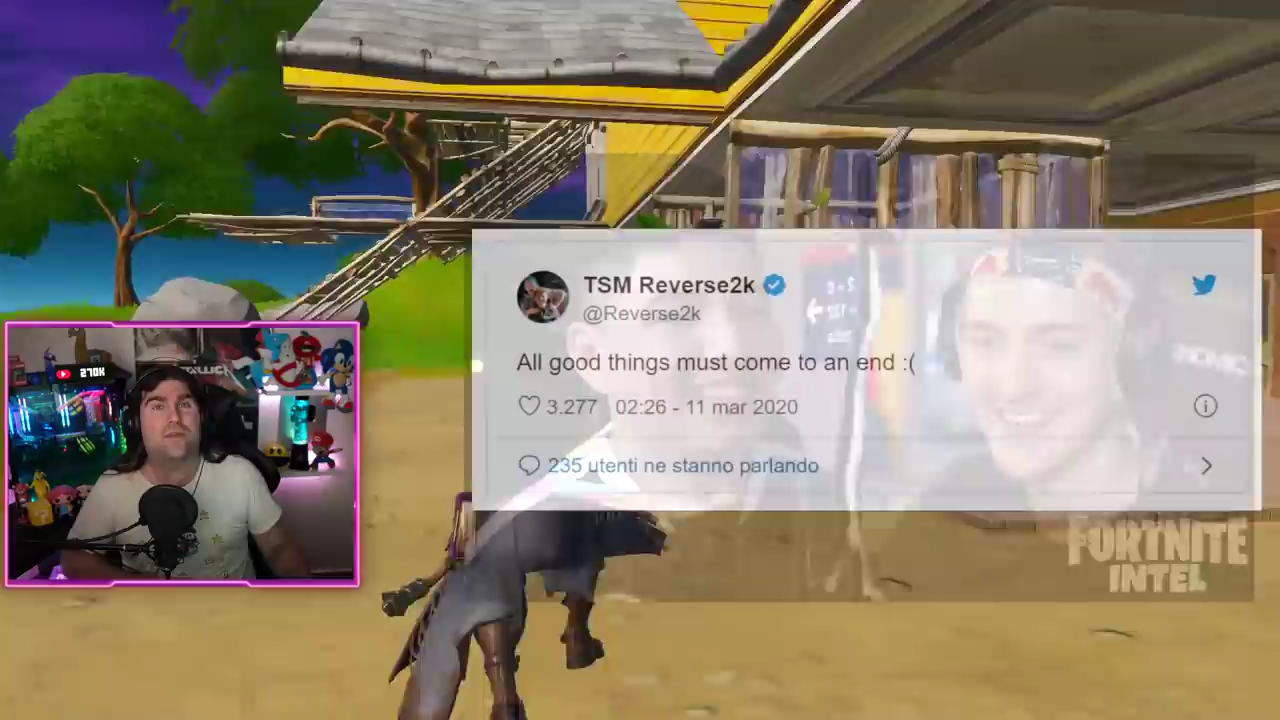 270K
TSM Reverse2k
@Reverse2k
All good things must come to an end :(
3.277 02:26 - 11 mar 2020
235 utenti ne stanno parlando
FORTNITE
INTEL